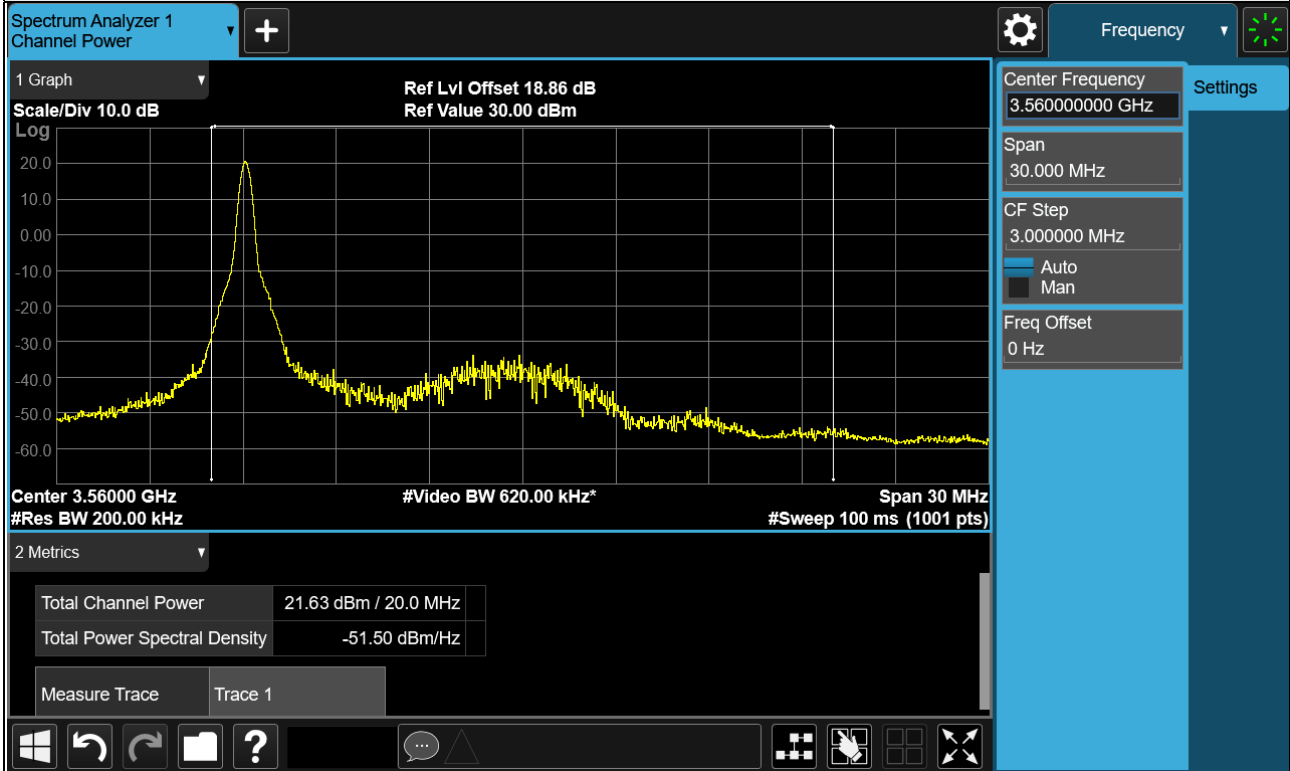 Spectrum Analyzer 1
Channel Power
+
Frequency
1 Graph
Ref Lvl Offset 18.86 dB
Scale/Div 10.0 dB
Ref Value 30.00 dBm
Log
20.0
10.0
0.00
-10.0
-20.0
-30.0
-40.0
-50.0
-60.0
Center 3.56000 GHz
#Video BW 620.00 kHz*
Span 30 MHz
#Res BW 200.00 kHz
#Sweep 100 ms (1001 pts)
2 Metrics
Total Channel Power 21.63 dBm / 20.0 MHz
Total Power Spectral Density -51.50 dBm/Hz
Measure Trace Trace 1
?
Center Frequency
3.560000000 GHz
Settings
Span
30.000 MHz
CF Step
3.000000 MHz
Auto
Man
Freq Offset
0 Hz